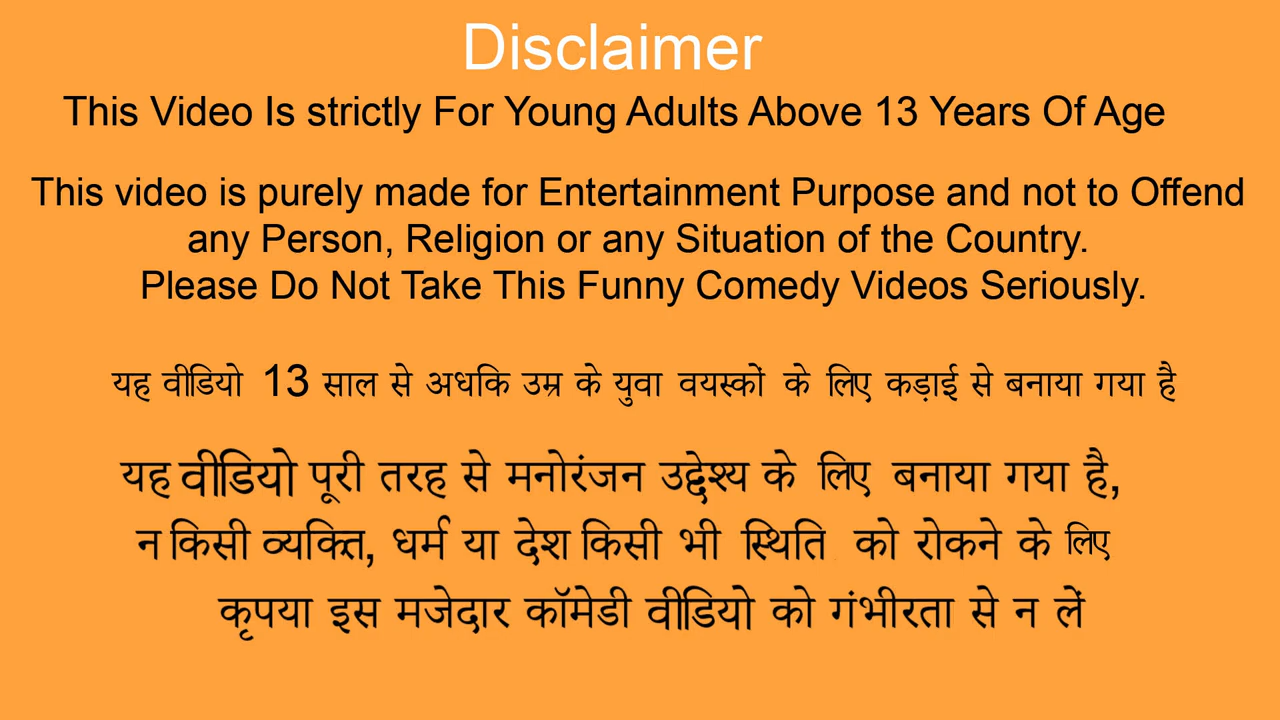 Disclaimer
This Video Is strictly For Young Adults Above 13 Years Of Age
This video is purely made for Entertainment Purpose and not to Offend
any Person, Religion or any Situation of the Country.
Please Do Not Take This Funny Comedy Videos Seriously.
यह वीडियो 13 साल से अधकि उम्र के युवा वयस्कों के लिए कड़ाई से बनाया गया है
यह वीडियो पूरी तरह से मनोरंजन उद्देश्य के लिए बनाया गया है,
न किसी व्यक्ति, धर्म या देश किसी भी स्थिति को रोकने के लिए
कृपया इस मजेदार कॉमेडी वीडियो को गंभीरता से न लें